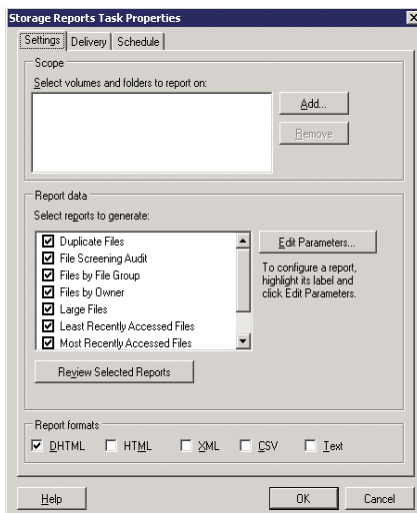 Storage Reports Task Properties
Settings Delivery Schedule
Scope
Select volumes and folders to report on:
Add...
Remove
Report data
Select reports to generate:
Duplicate Files
File Screening Audit
Files by File Group
Files by Owner
Large Files
Least Recently Accessed Files
Most Recently Accessed Files
Edit Parameters...
To configure a report,
highlight its label and
click Edit Parameters.
Review Selected Reports
Report formats
DHTML HTML XML CSV Text
Help OK Cancel